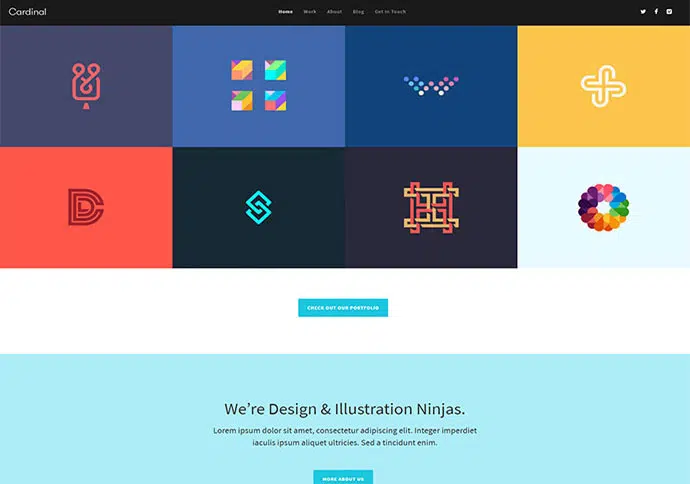 Cardinal
Home Work About Blog Get In Touch
CHECK OUT OUR PORTFOLIO
We're Design & Illustration Ninjas.
Lorem ipsum dolor sit amet, consectetur adipiscing elit. Integer imperdiet
iaculis ipsum aliquet ultricies. Sed a tincidunt enim.
MORE ABOUT US